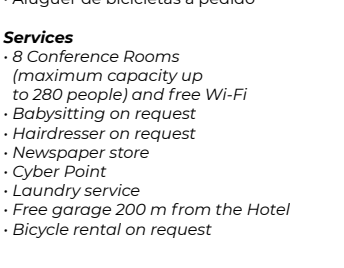 • Aluguer de bicicletas a pedido
Services
• 8 Conference Rooms
(maximum capacity up
to 280 people) and free Wi-Fi
• Babysitting on request
• Hairdresser on request
• Newspaper store
• Cyber Point
• Laundry service
• Free garage 200 m from the Hotel
• Bicycle rental on request